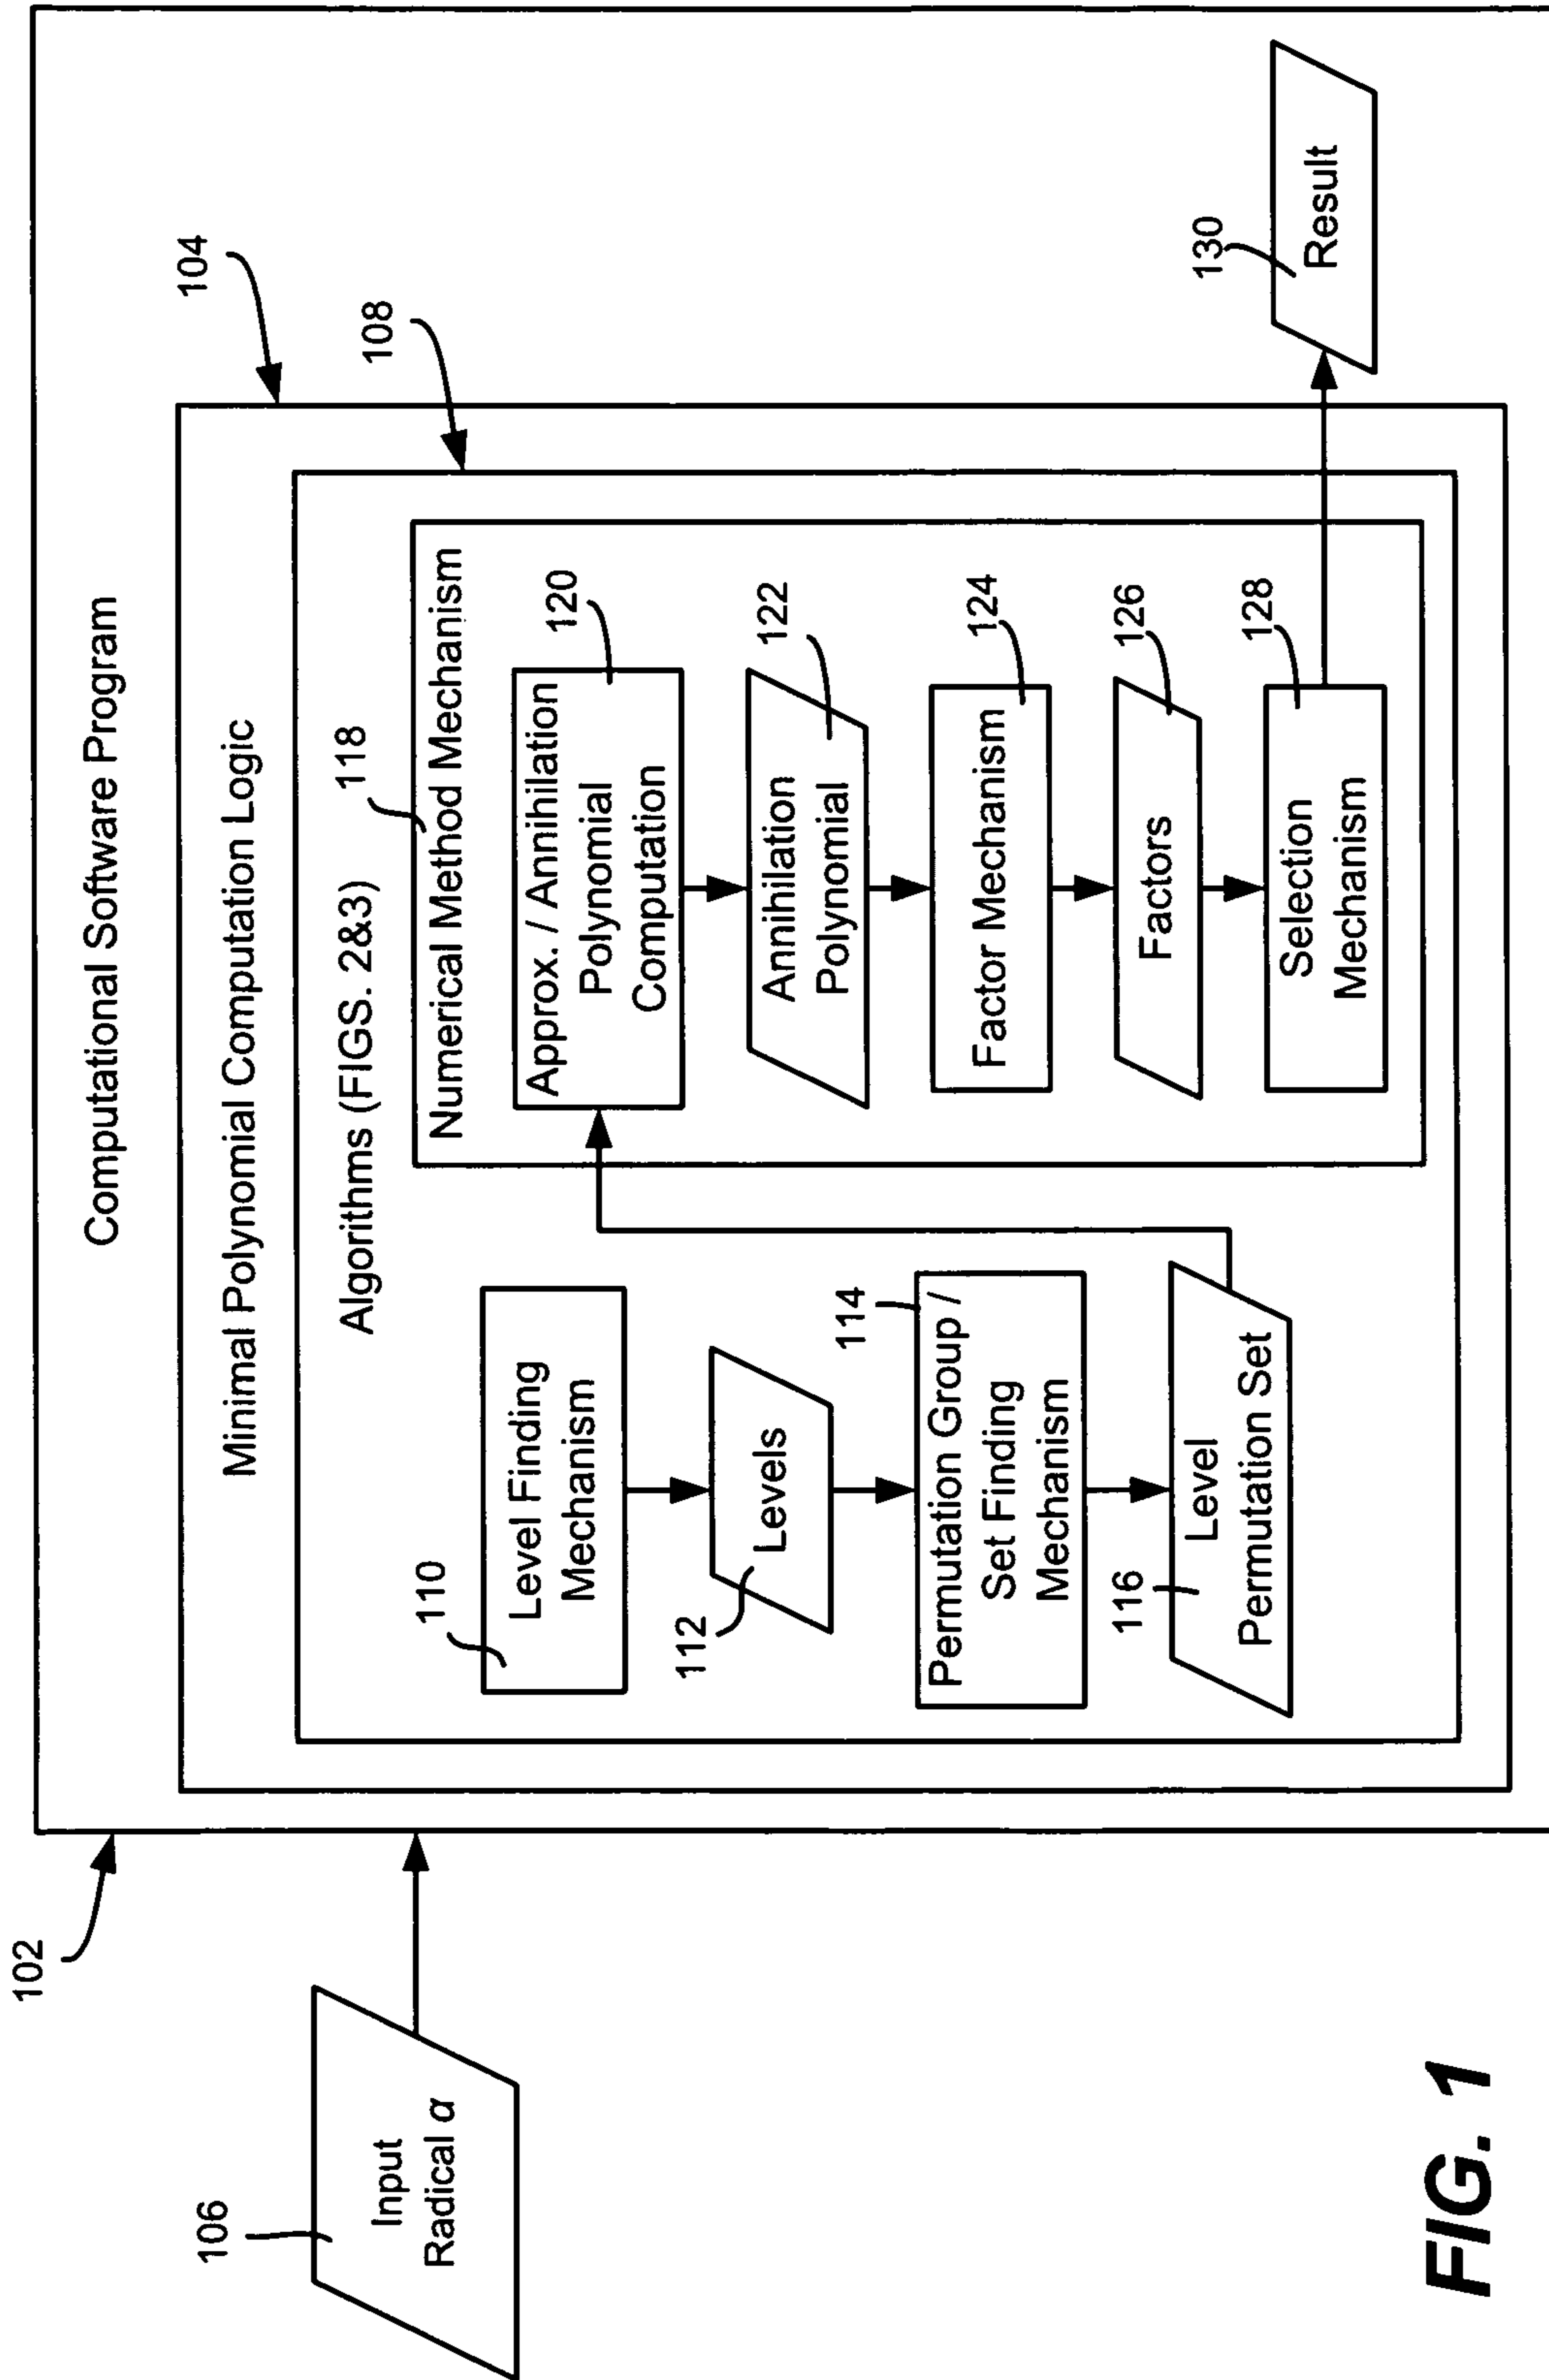 Computational Software Program
102
104
Minimal Polynomial Computation Logic
108
Algorithms (FIGS. 2&3)
118
Numerical Method Mechanism
106
Input
Radical α
110
Level Finding
Mechanism
112
Levels
114
Permutation Group /
Set Finding
Mechanism
116
Level
Permutation Set
120
Approx. / Annihilation
Polynomial
Computation
122
Annihilation
Polynomial
124
Factor Mechanism
126
Factors
128
Selection
Mechanism
130
Result
FIG. 1